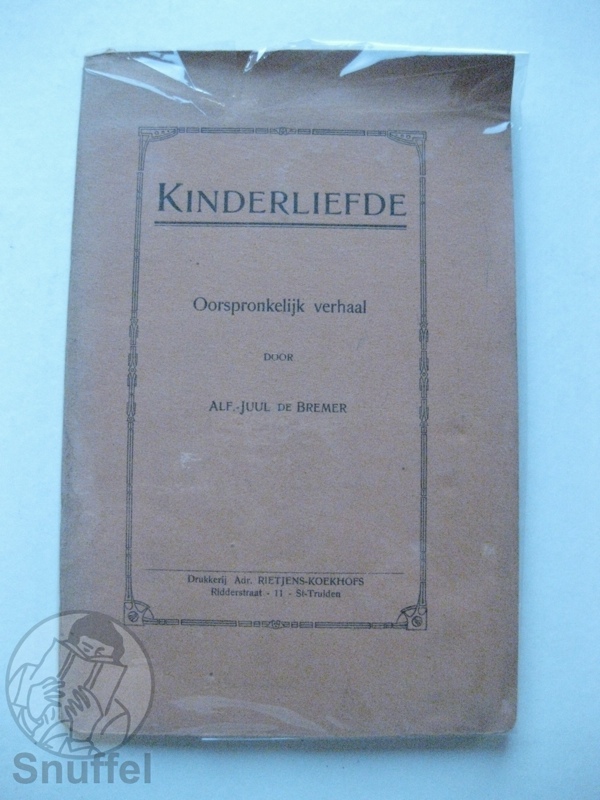 KINDERLIEFDE
Oorspronkelijk verhaal
DOOR
ALF.-JUUL DE BREMER
Drukkerij Adr. RIETJENS-KOEKHOFS
Ridderstraat - 11 - St-Truiden
Snuffel